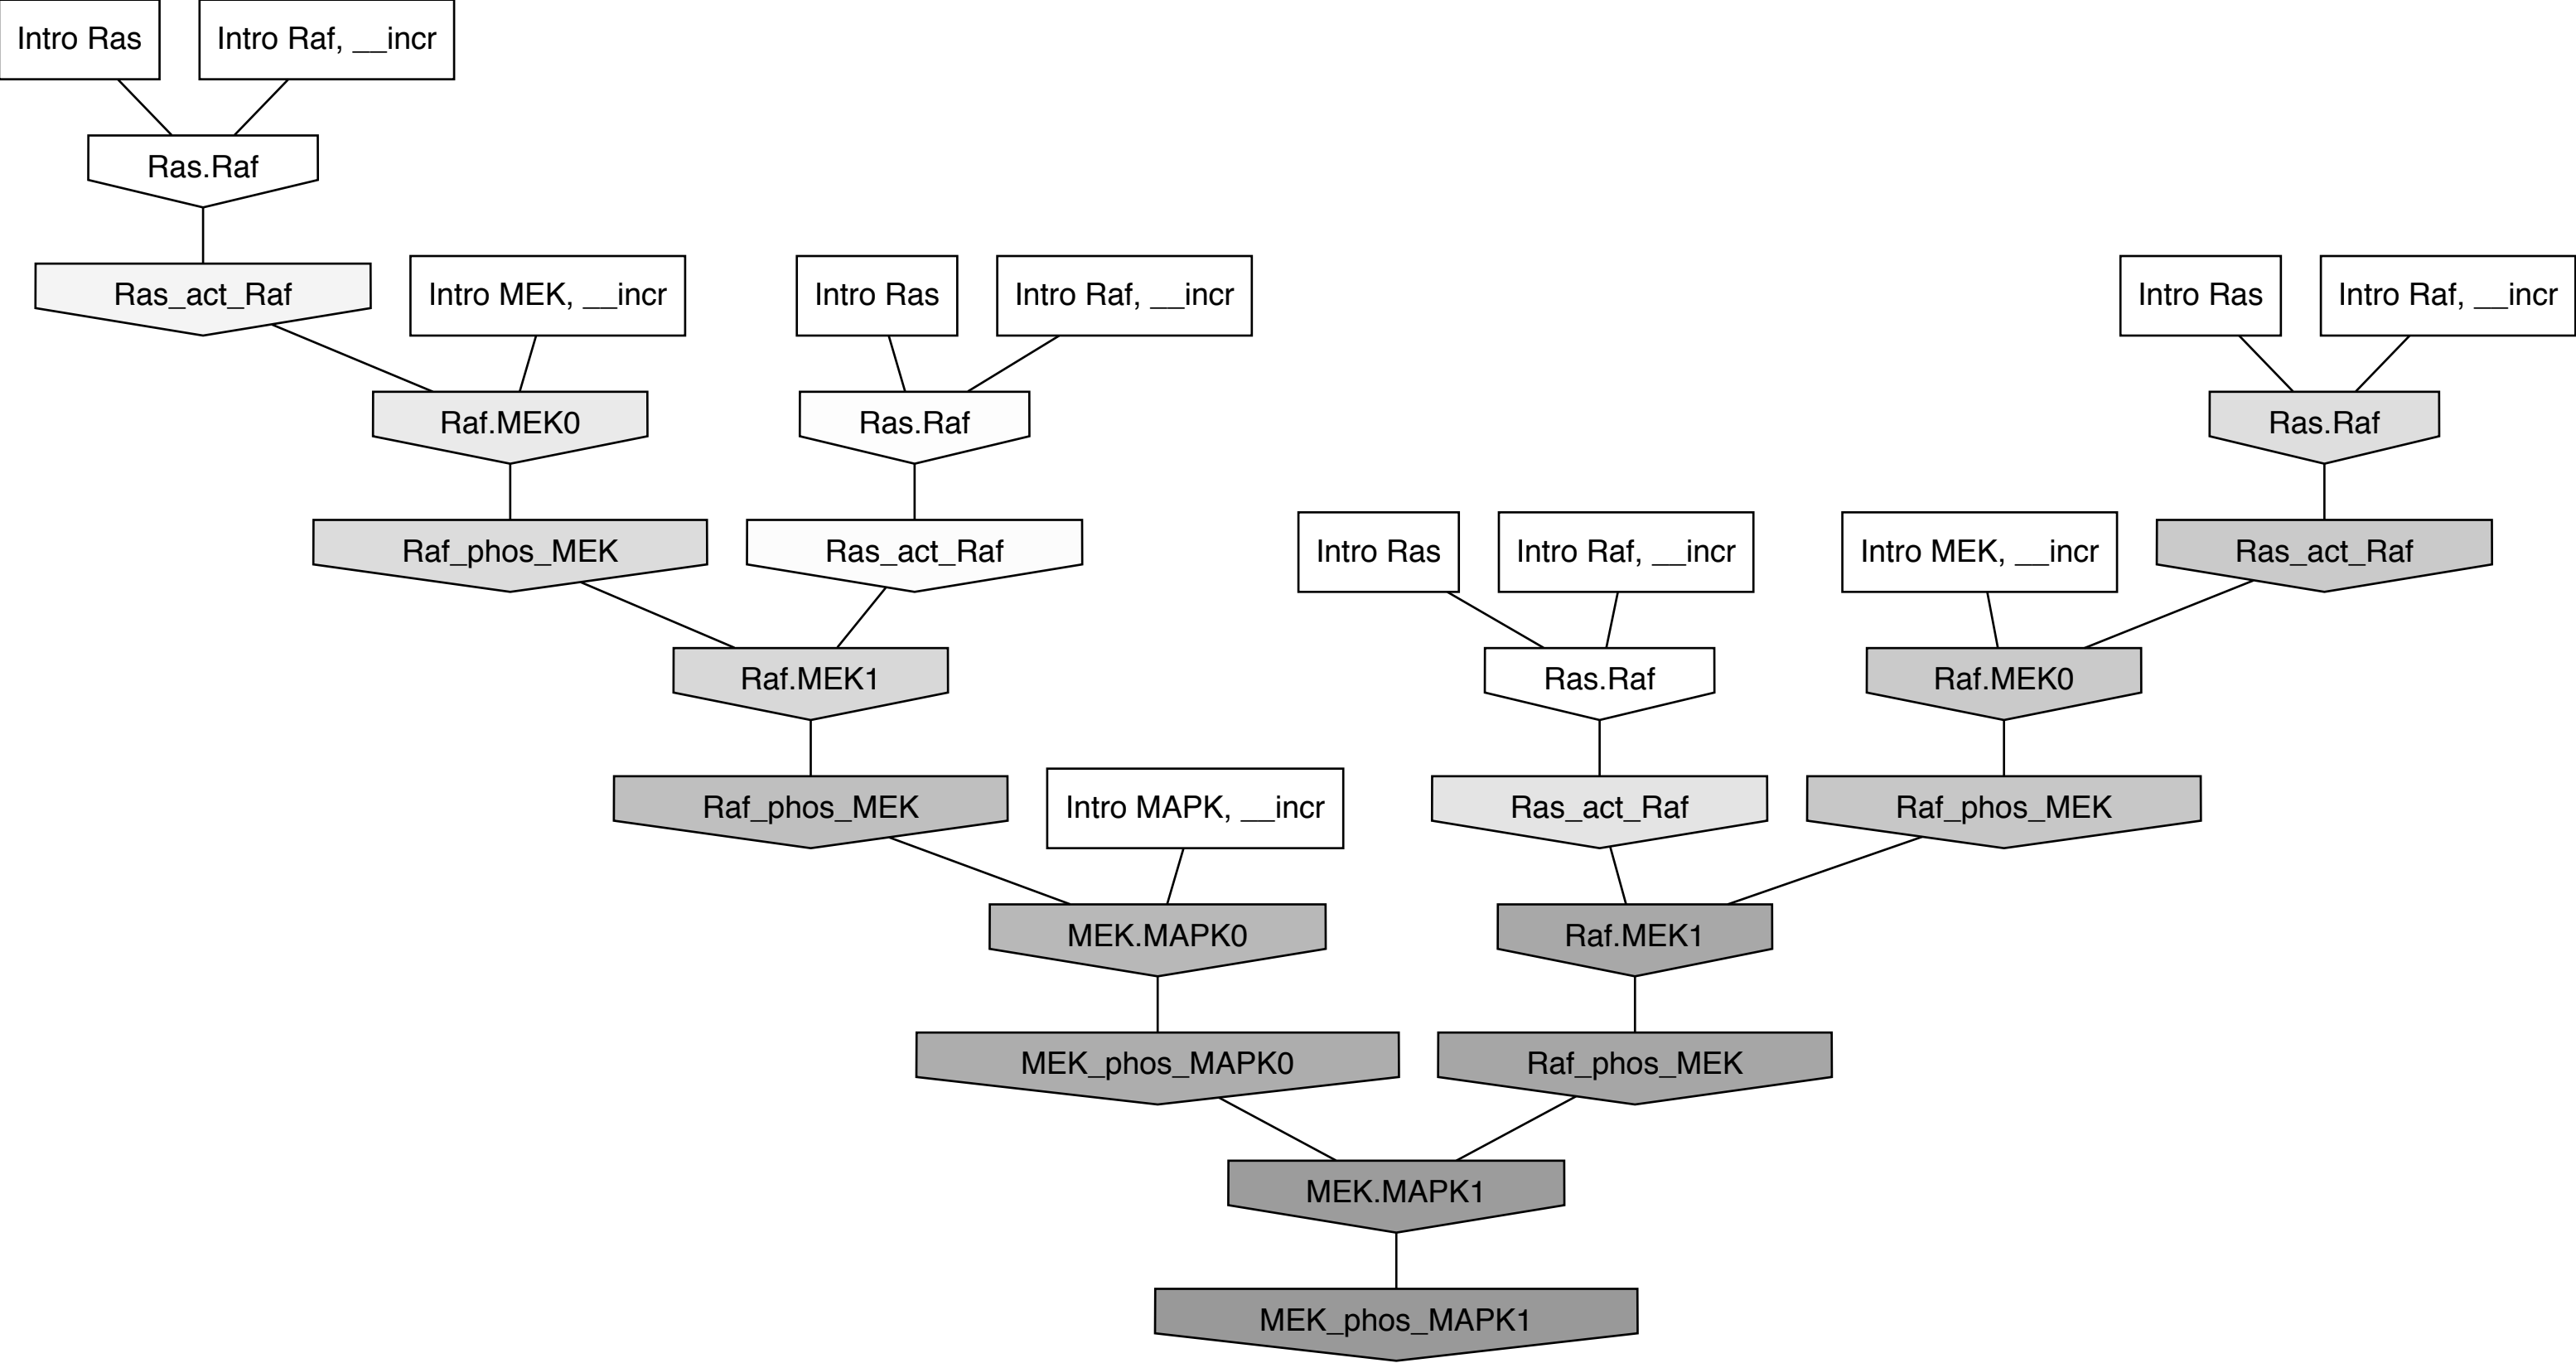 Intro Ras
Intro Raf, __incr
Ras.Raf
Ras_act_Raf
Intro MEK, __incr
Intro Ras
Intro Raf, __incr
Intro Ras
Intro Raf, __incr
Raf.MEK0
Ras.Raf
Ras.Raf
Raf_phos_MEK
Ras_act_Raf
Intro Ras
Intro Raf, __incr
Intro MEK, __incr
Ras_act_Raf
Raf.MEK1
Ras.Raf
Raf.MEK0
Raf_phos_MEK
Intro MAPK, __incr
Ras_act_Raf
Raf_phos_MEK
MEK.MAPK0
Raf.MEK1
MEK_phos_MAPK0
Raf_phos_MEK
MEK.MAPK1
MEK_phos_MAPK1